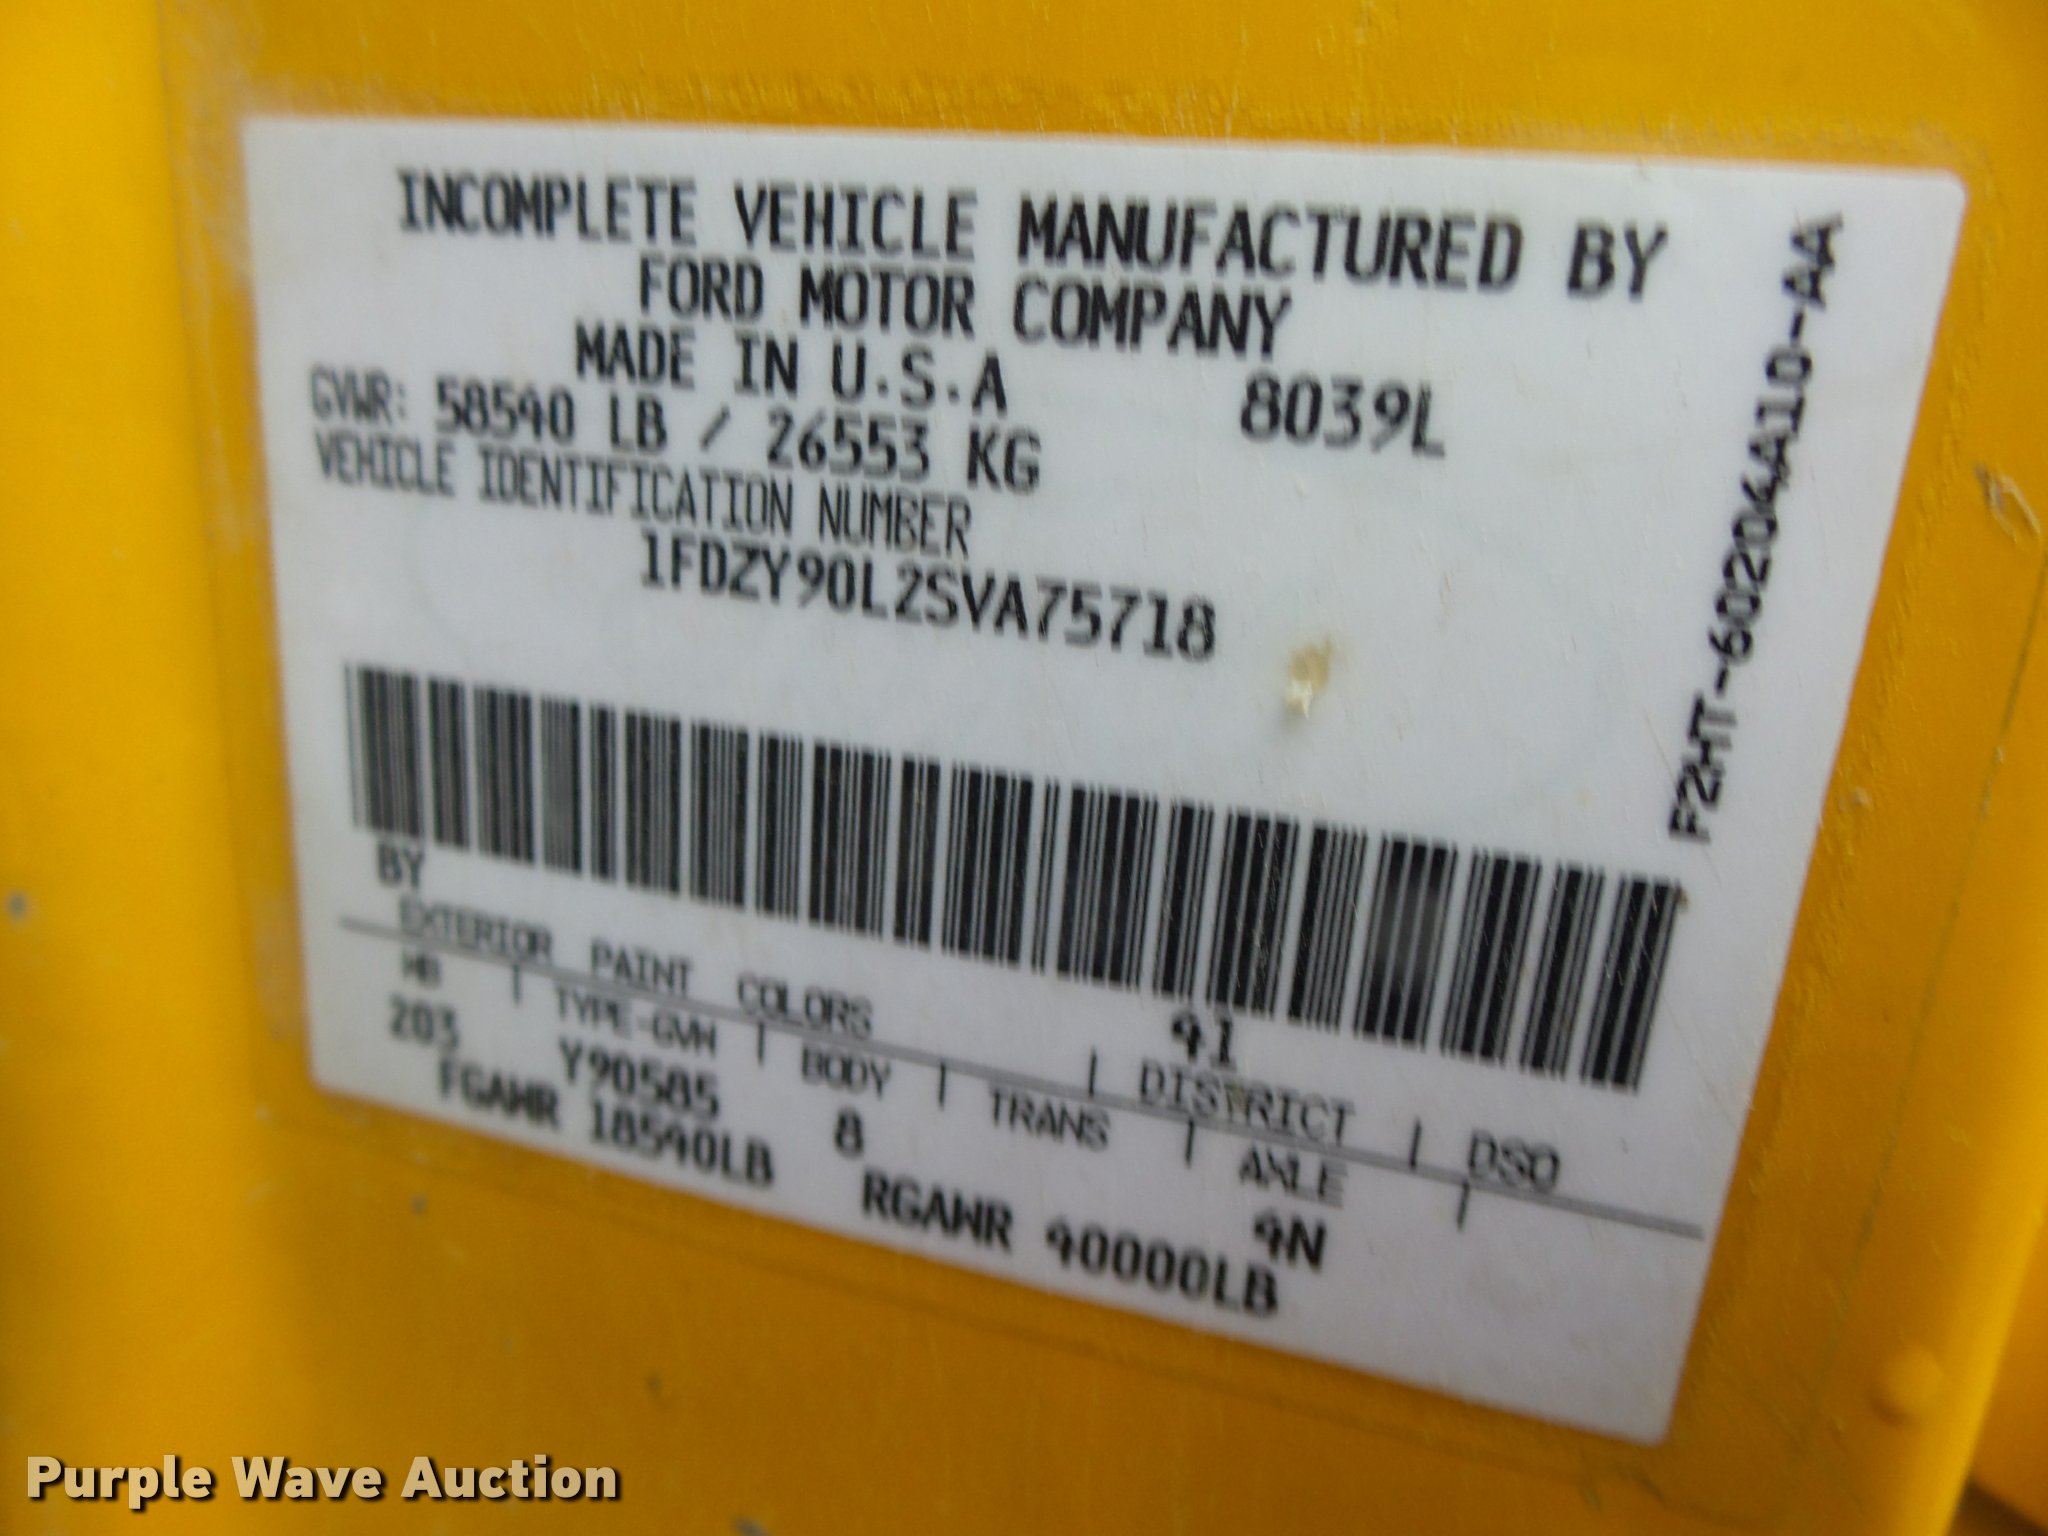 INCOMPLETE VEHICLE MANUFACTURED BY
FORD MOTOR COMPANY
MADE IN U.S.A 8039L
GVWR: 58540 LB / 26553 KG
VEHICLE IDENTIFICATION NUMBER
1FDZY90L2SVA75718
F2HT-60204A10-AA
BY 41
EXTERIOR PAINT COLORS | DISTRICT | DSO
WB | TYPE-GVW | BODY | TRANS | AXLE |
203 Y90585 8 4N
FGAWR 18540LB RGAWR 40000LB
Purple Wave Auction